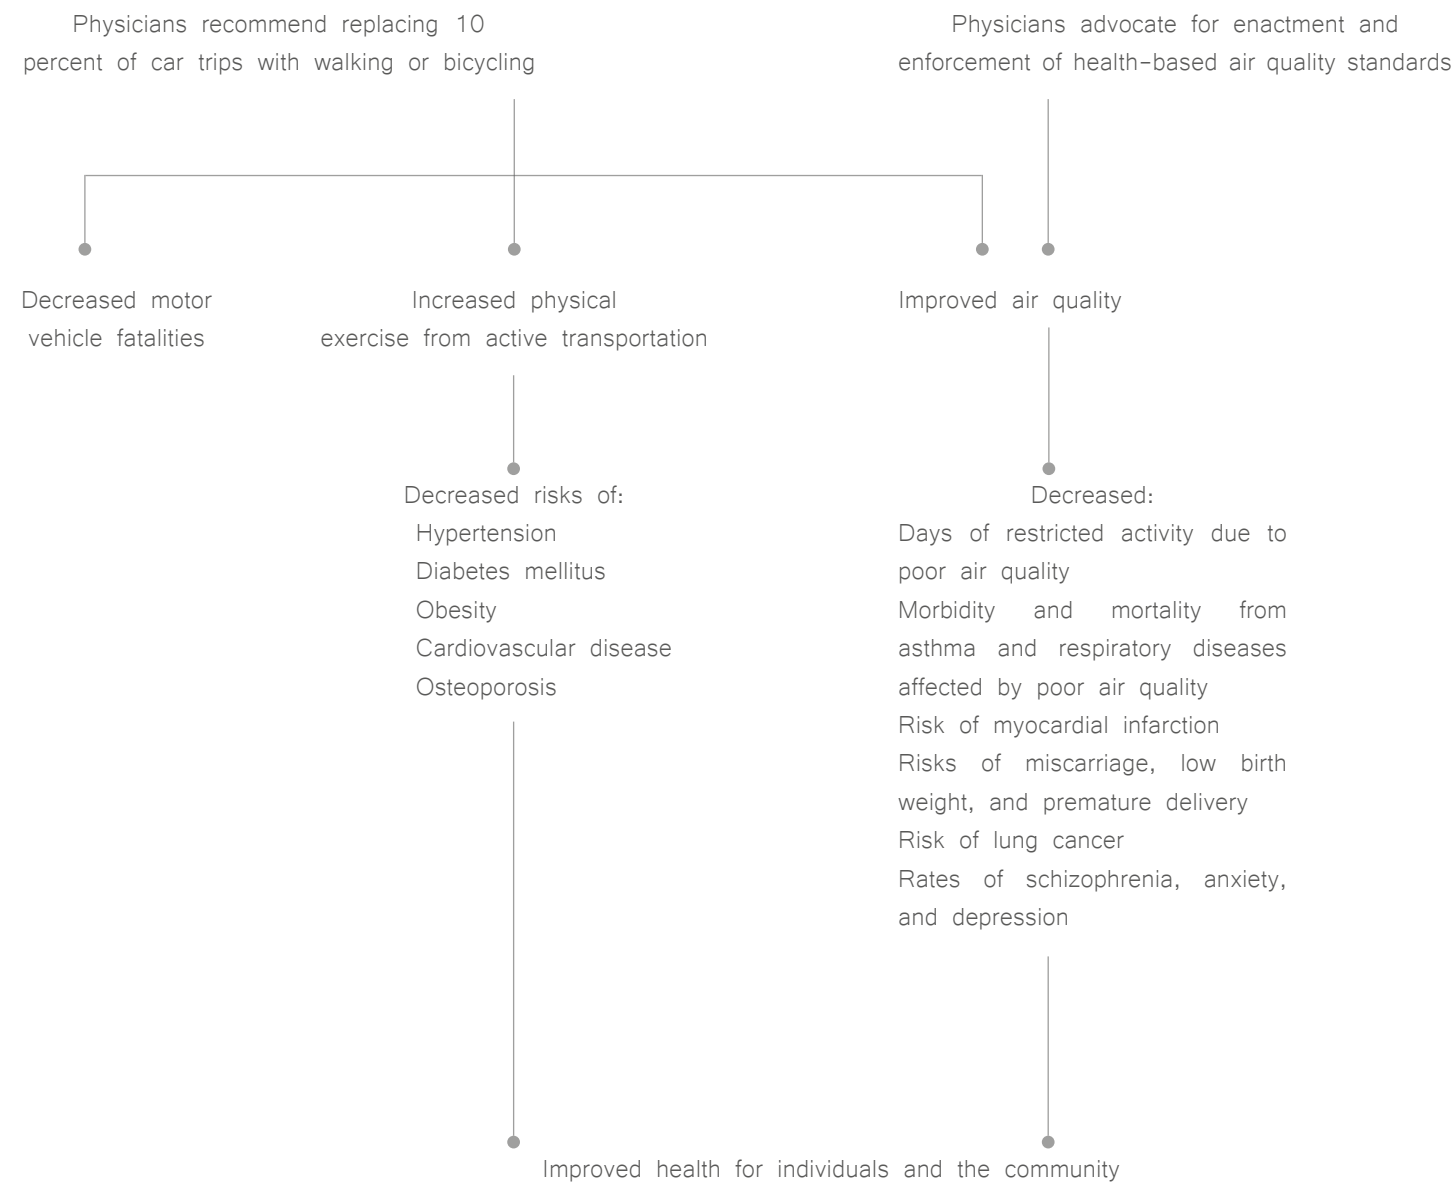 Physicians recommend replacing 10
percent of car trips with walking or bicycling
Physicians advocate for enactment and
enforcement of health-based air quality standards
Decreased motor
vehicle fatalities
Increased physical
exercise from active transportation
Improved air quality
Decreased risks of:
Hypertension
Diabetes mellitus
Obesity
Cardiovascular disease
Osteoporosis
Decreased:
Days of restricted activity due to
poor air quality
Morbidity and mortality from
asthma and respiratory diseases
affected by poor air quality
Risk of myocardial infarction
Risks of miscarriage, low birth
weight, and premature delivery
Risk of lung cancer
Rates of schizophrenia, anxiety,
and depression
Improved health for individuals and the community